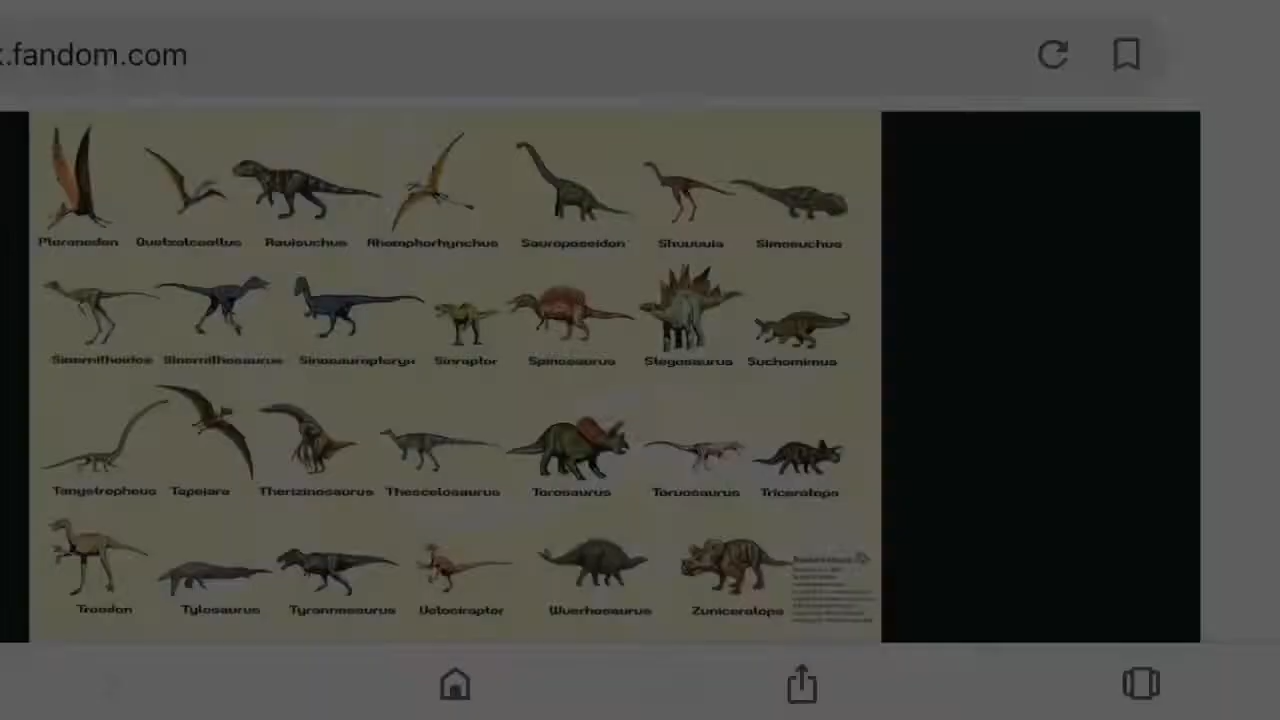 k.fandom.com
Pteranodon Quetzalcoatlus Rauisuchus Rhamphorhynchus Sauroposeidon Shuvuuia Simosuchus
Sinornithoides Sinornithosaurus Sinosauropteryx Sinraptor Spinosaurus Stegosaurus Suchomimus
Tanystropheus Tapejara Therizinosaurus Thescelosaurus Torosaurus Torvosaurus Triceratops
Troodon Tylosaurus Tyrannosaurus Velociraptor Wuerhosaurus Zuniceratops